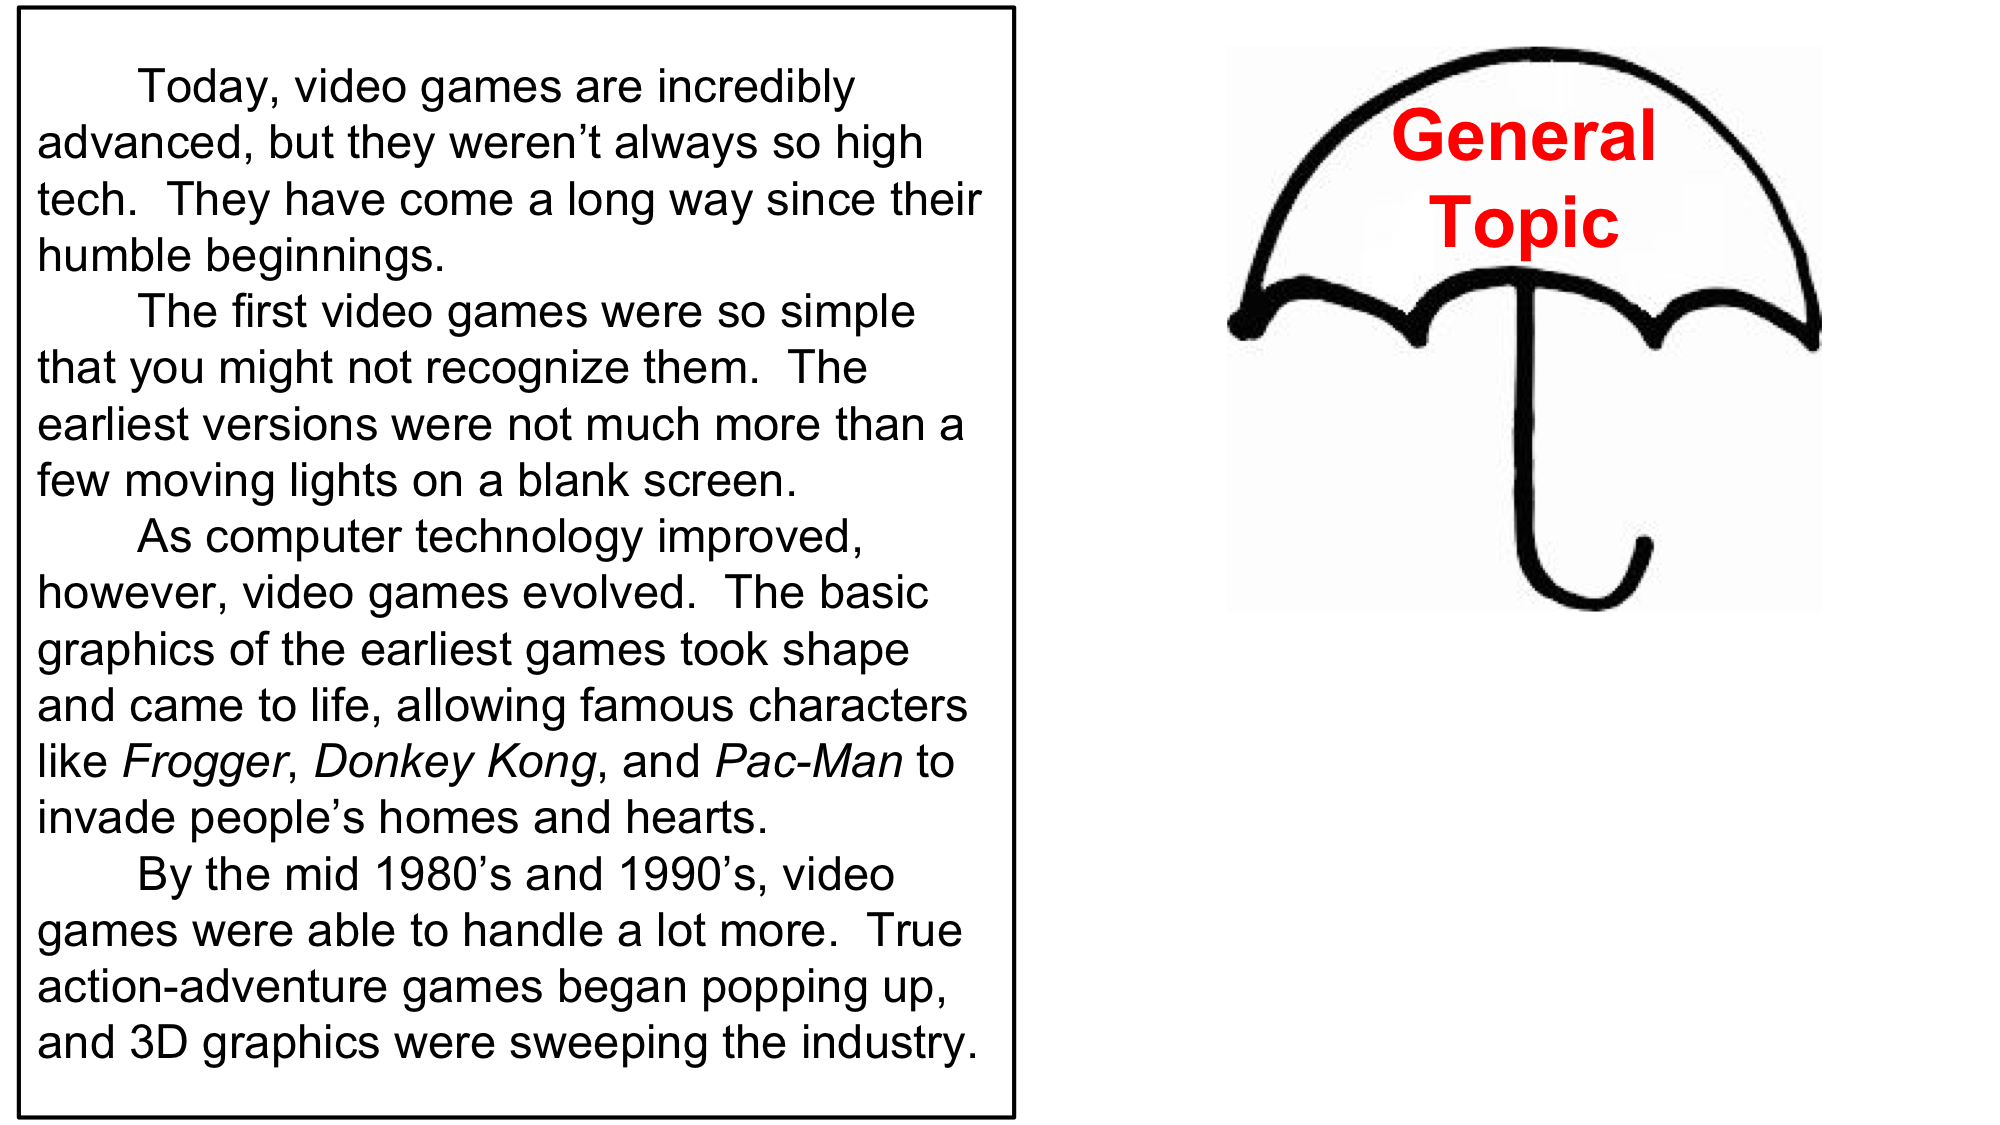 Today, video games are incredibly
advanced, but they weren’t always so high
tech.  They have come a long way since their
humble beginnings.
The first video games were so simple
that you might not recognize them.  The
earliest versions were not much more than a
few moving lights on a blank screen.
As computer technology improved,
however, video games evolved.  The basic
graphics of the earliest games took shape
and came to life, allowing famous characters
like Frogger, Donkey Kong, and Pac-Man to
invade people’s homes and hearts.
By the mid 1980’s and 1990’s, video
games were able to handle a lot more.  True
action-adventure games began popping up,
and 3D graphics were sweeping the industry.
General
Topic